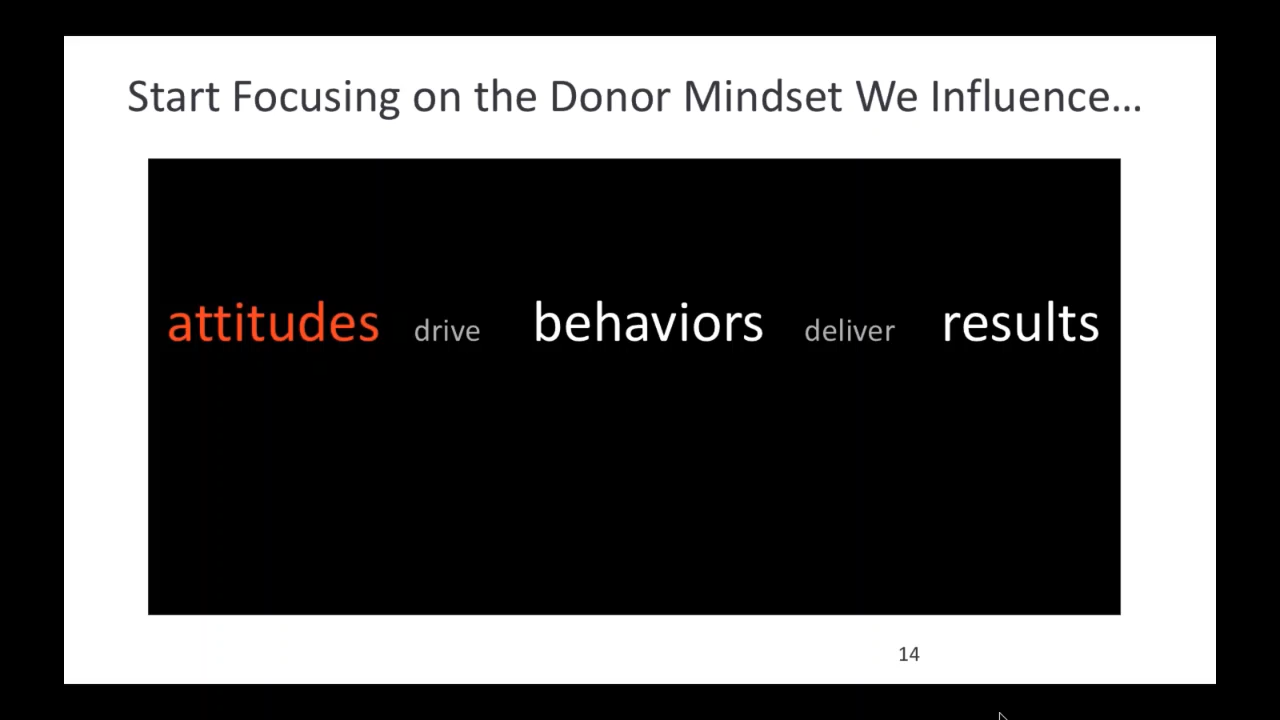 Start Focusing on the Donor Mindset We Influence...
attitudes drive behaviors deliver results
14